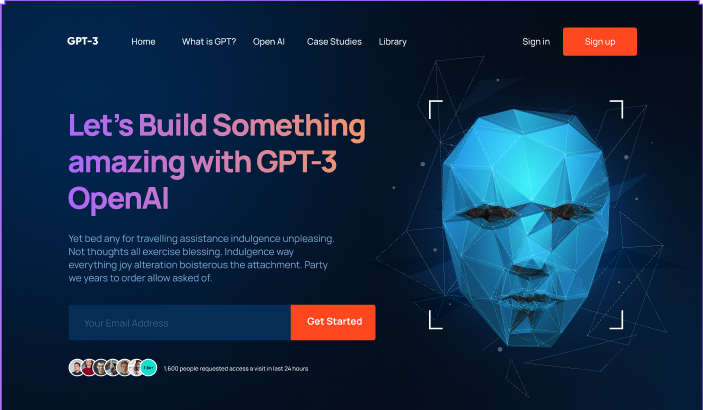 GPT-3
Home
What is GPT?
Open AI
Case Studies
Library
Sign in
Sign up
Let's Build Something
amazing with GPT-3
OpenAI
Yet bed any for travelling assistance indulgence unpleasing.
Not thoughts all exercise blessing. Indulgence way
everything joy alteration boisterous the attachment. Party
we years to order allow asked of.
Your Email Address
Get Started
1,600 people requested access a visit in last 24 hours